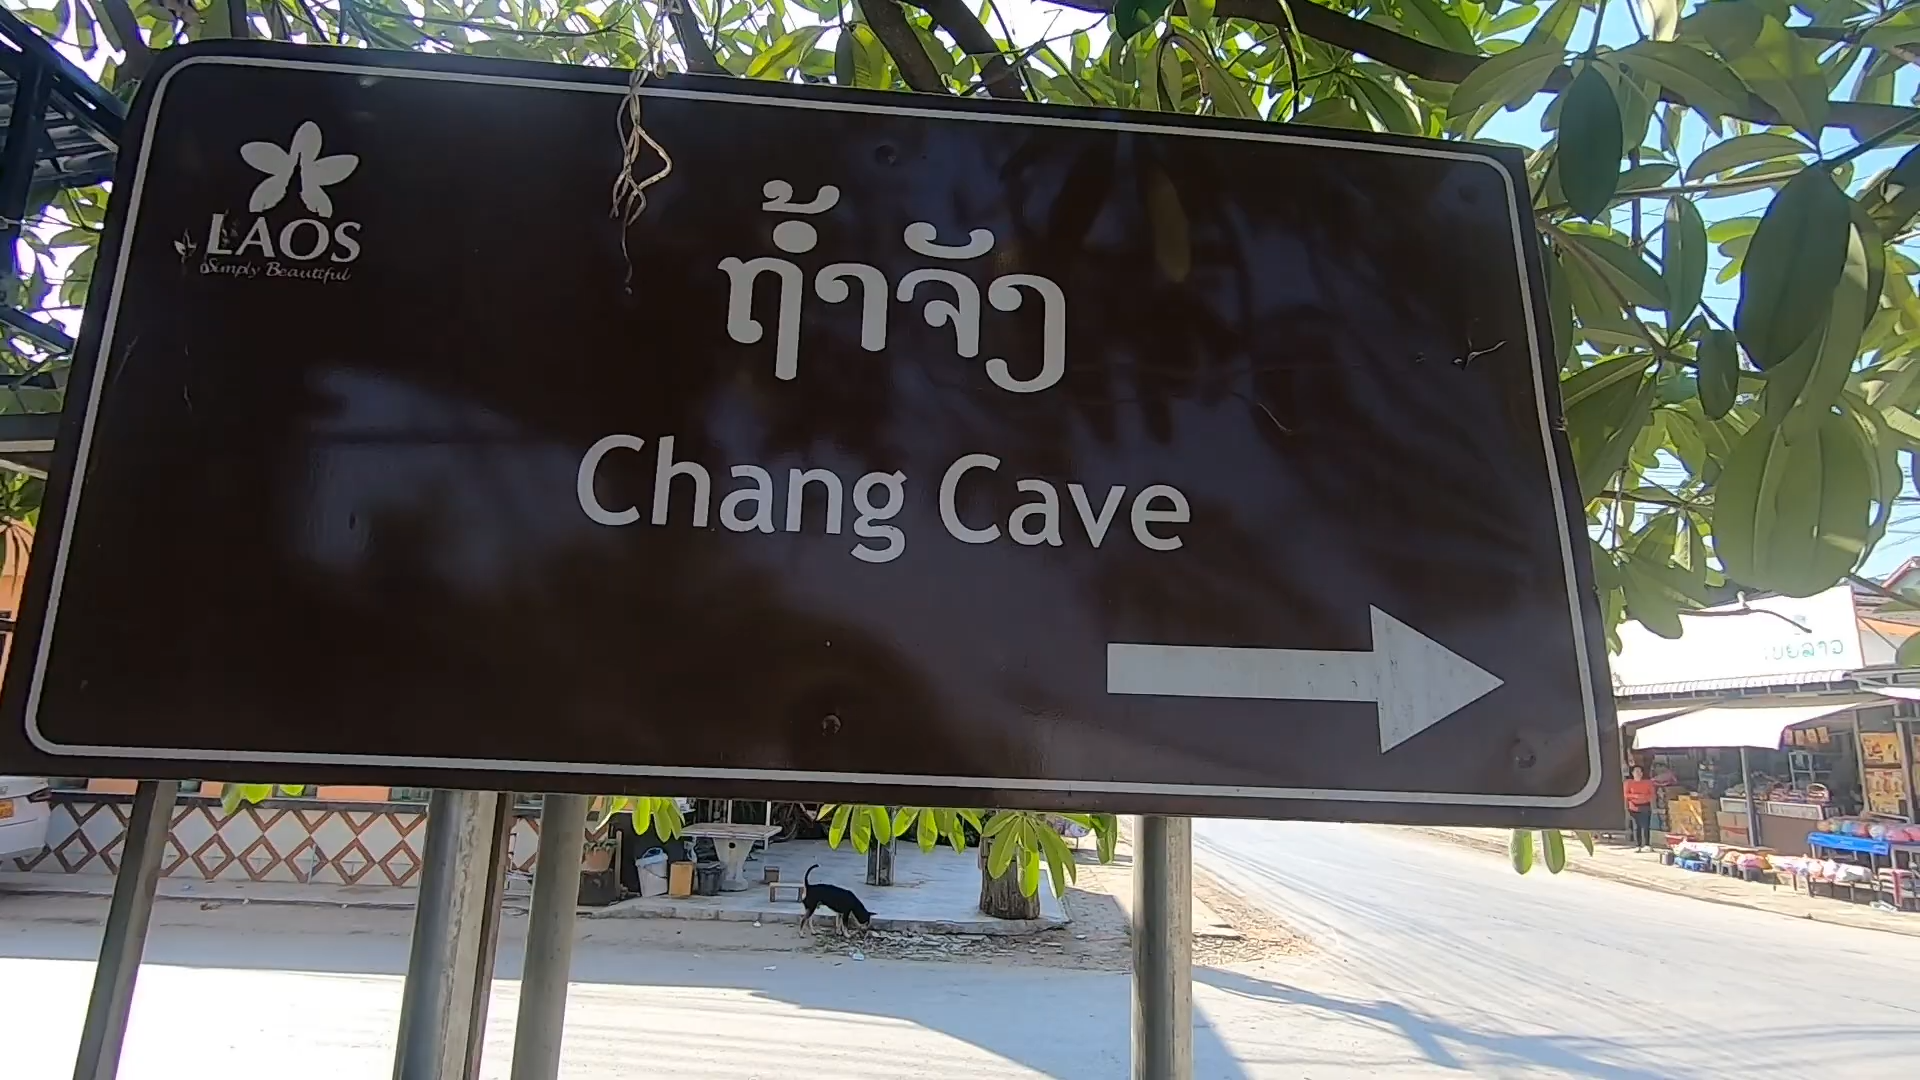 LAOS
Simply Beautiful
ຖ້ຳຈັງ
Chang Cave